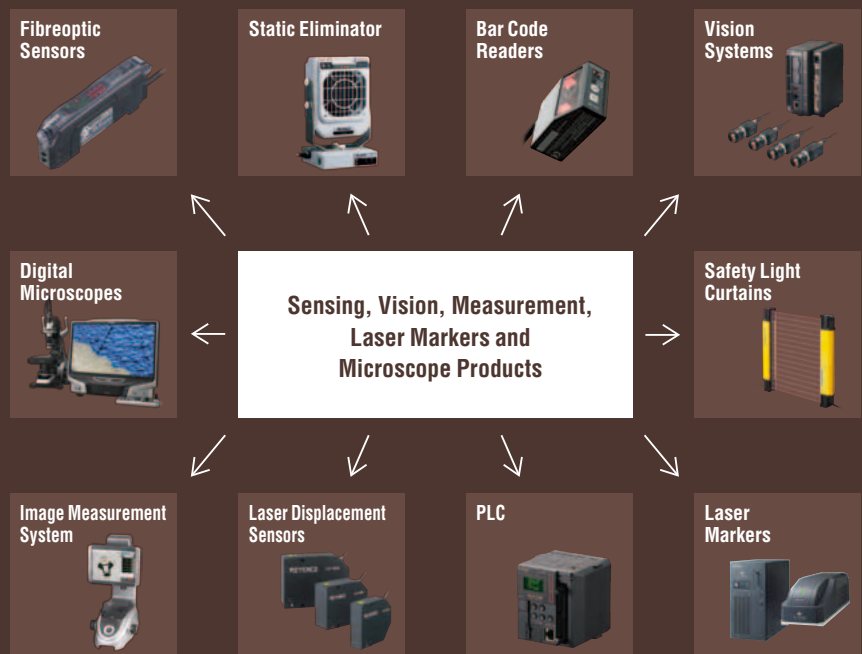 Fibreoptic
Sensors
Static Eliminator
Bar Code
Readers
Vision
Systems
Digital
Microscopes
Sensing, Vision, Measurement,
Laser Markers and
Microscope Products
Safety Light
Curtains
Image Measurement
System
Laser Displacement
Sensors
KEYENCE
PLC
Laser
Markers